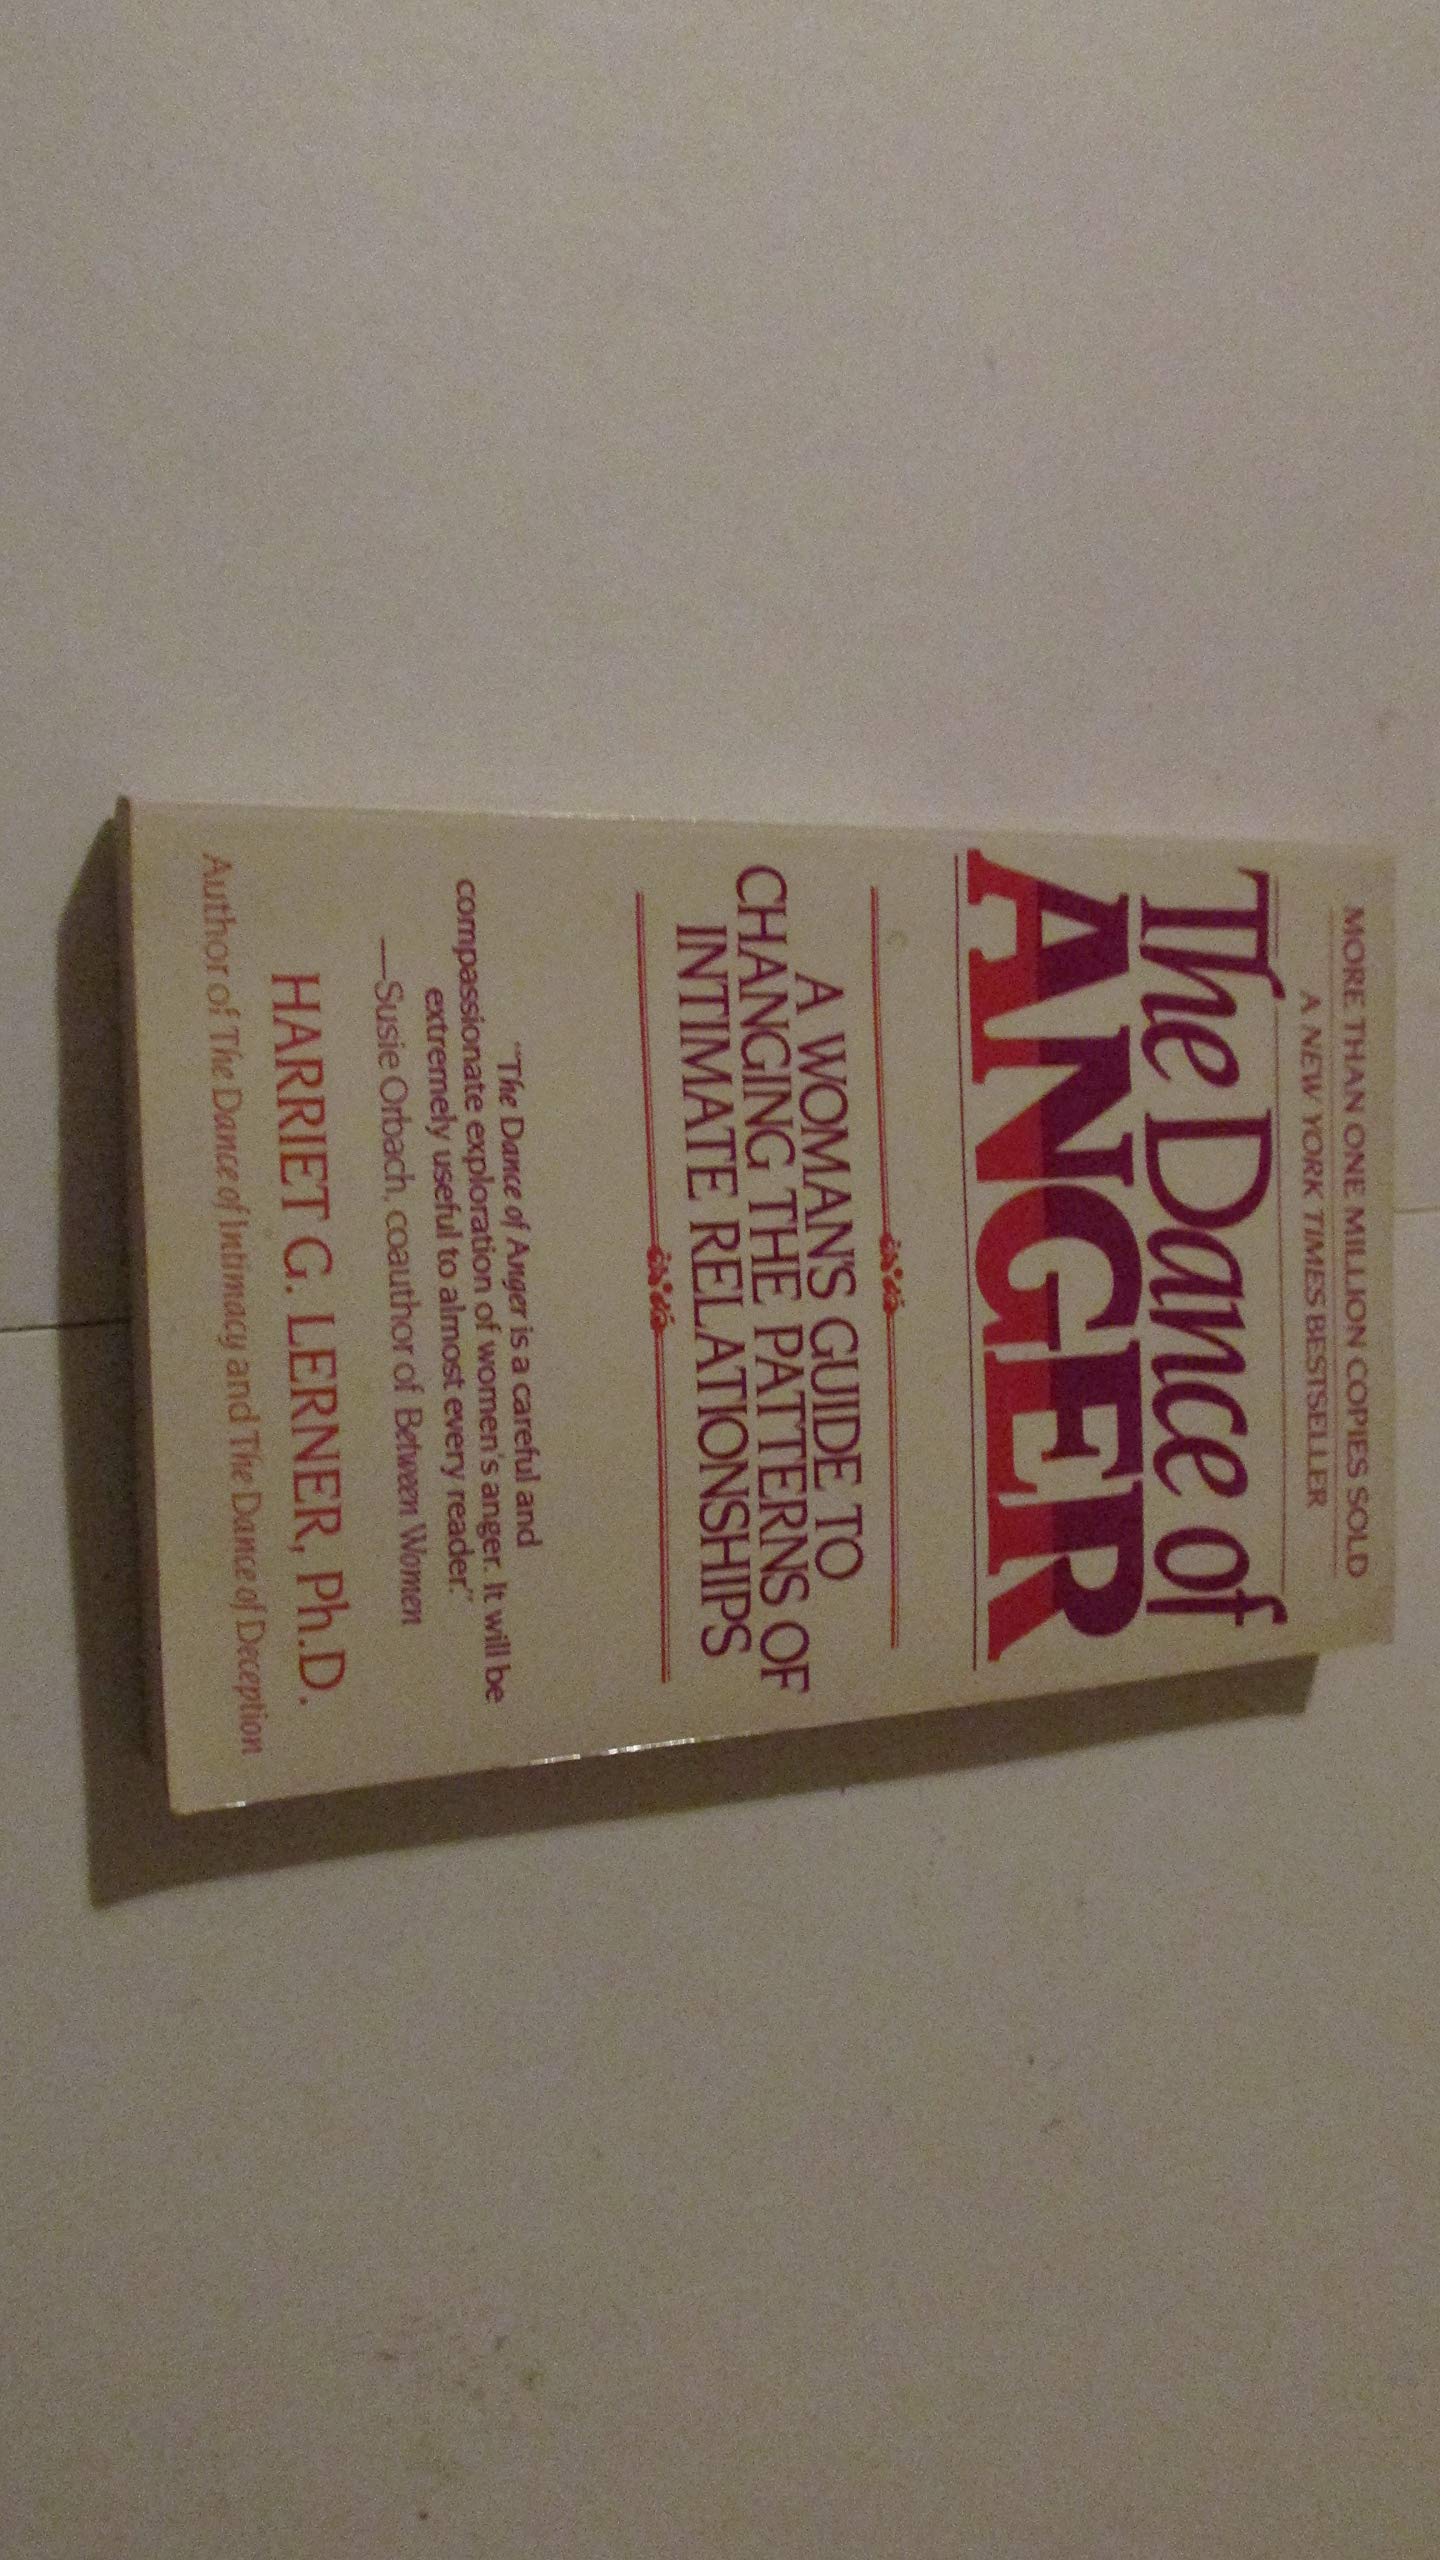 MORE THAN ONE MILLION COPIES SOLD
A NEW YORK TIMES BESTSELLER
The Dance of
ANGER
A WOMAN'S GUIDE TO
CHANGING THE PATTERNS OF
INTIMATE RELATIONSHIPS
"The Dance of Anger is a careful and
compassionate exploration of women's anger. It will be
extremely useful to almost every reader."
—Susie Orbach, coauthor of Between Women
HARRIET G. LERNER, Ph.D.
Author of The Dance of Intimacy and The Dance of Deception